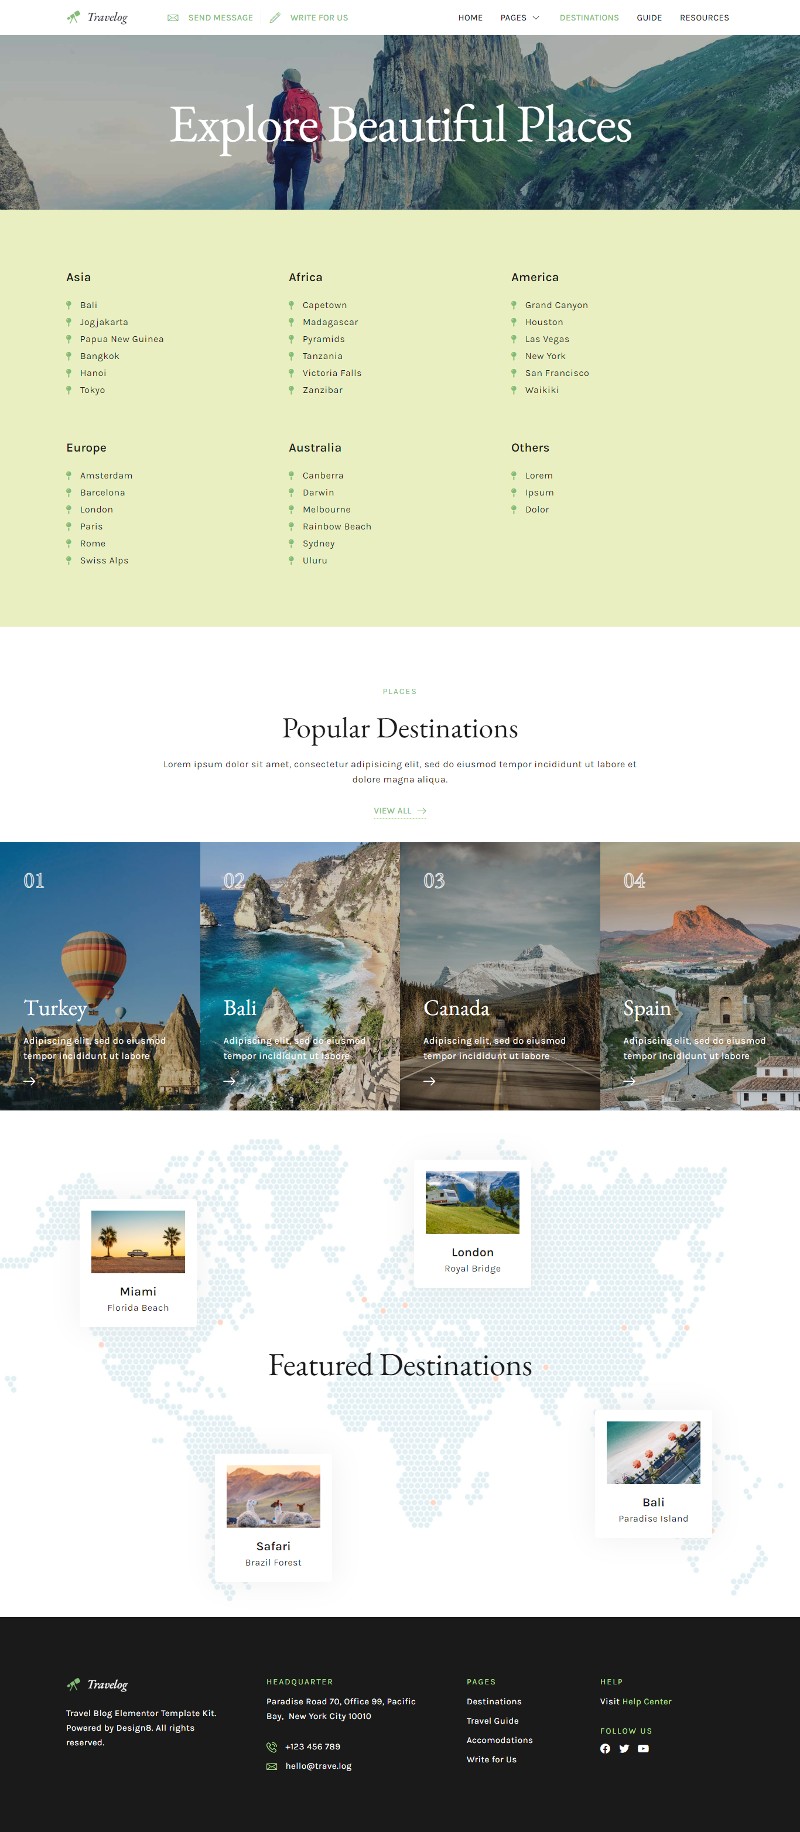 Travelog
SEND MESSAGE
WRITE FOR US
HOME
PAGES
DESTINATIONS
GUIDE
RESOURCES
Explore Beautiful Places
Asia
Bali
Jogjakarta
Papua New Guinea
Bangkok
Hanoi
Tokyo
Africa
Capetown
Madagascar
Pyramids
Tanzania
Victoria Falls
Zanzibar
America
Grand Canyon
Houston
Las Vegas
New York
San Francisco
Waikiki
Europe
Amsterdam
Barcelona
London
Paris
Rome
Swiss Alps
Australia
Canberra
Darwin
Melbourne
Rainbow Beach
Sydney
Uluru
Others
Lorem
Ipsum
Dolor
PLACES
Popular Destinations
Lorem ipsum dolor sit amet, consectetur adipisicing elit, sed do eiusmod tempor incididunt ut labore et
dolore magna aliqua.
VIEW ALL
01
Turkey
Adipiscing elit, sed do eiusmod
tempor incididunt ut labore
02
Bali
Adipiscing elit, sed do eiusmod
tempor incididunt ut labore
03
Canada
Adipiscing elit, sed do eiusmod
tempor incididunt ut labore
04
Spain
Adipiscing elit, sed do eiusmod
tempor incididunt ut labore
Miami
Florida Beach
London
Royal Bridge
Featured Destinations
Safari
Brazil Forest
Bali
Paradise Island
Travelog
Travel Blog Elementor Template Kit.
Powered by Design8. All rights
reserved.
HEADQUARTER
Paradise Road 70, Office 99, Pacific
Bay, New York City 10010
+123 456 789
hello@trave.log
PAGES
Destinations
Travel Guide
Accomodations
Write for Us
HELP
Visit Help Center
FOLLOW US